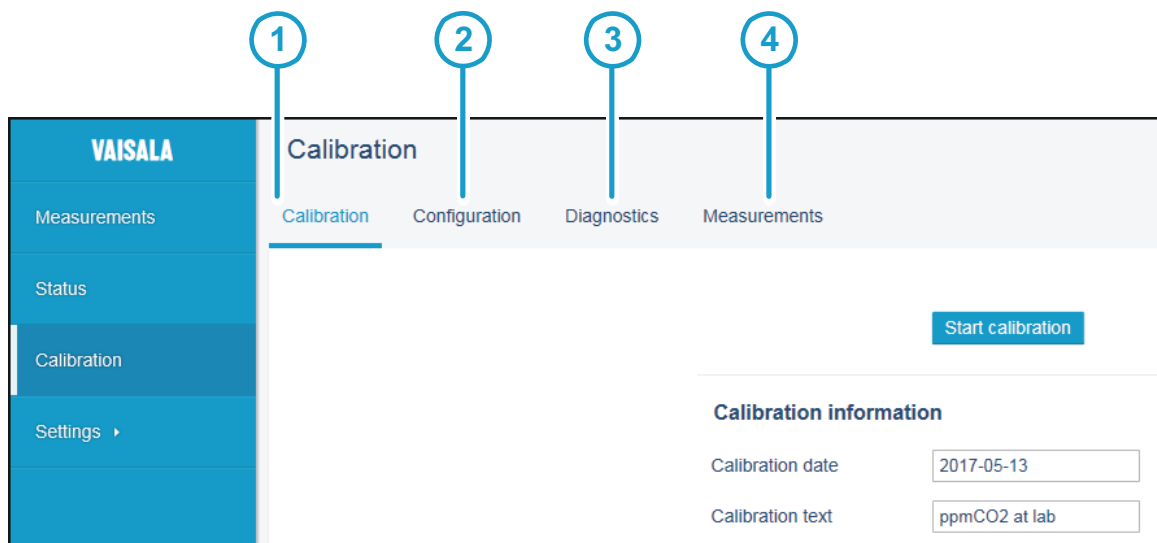 1 2 3 4
VAISALA
Calibration
Measurements
Calibration Configuration Diagnostics Measurements
Status
Start calibration
Calibration
Calibration information
Settings ▸
Calibration date 2017-05-13
Calibration text ppmCO2 at lab